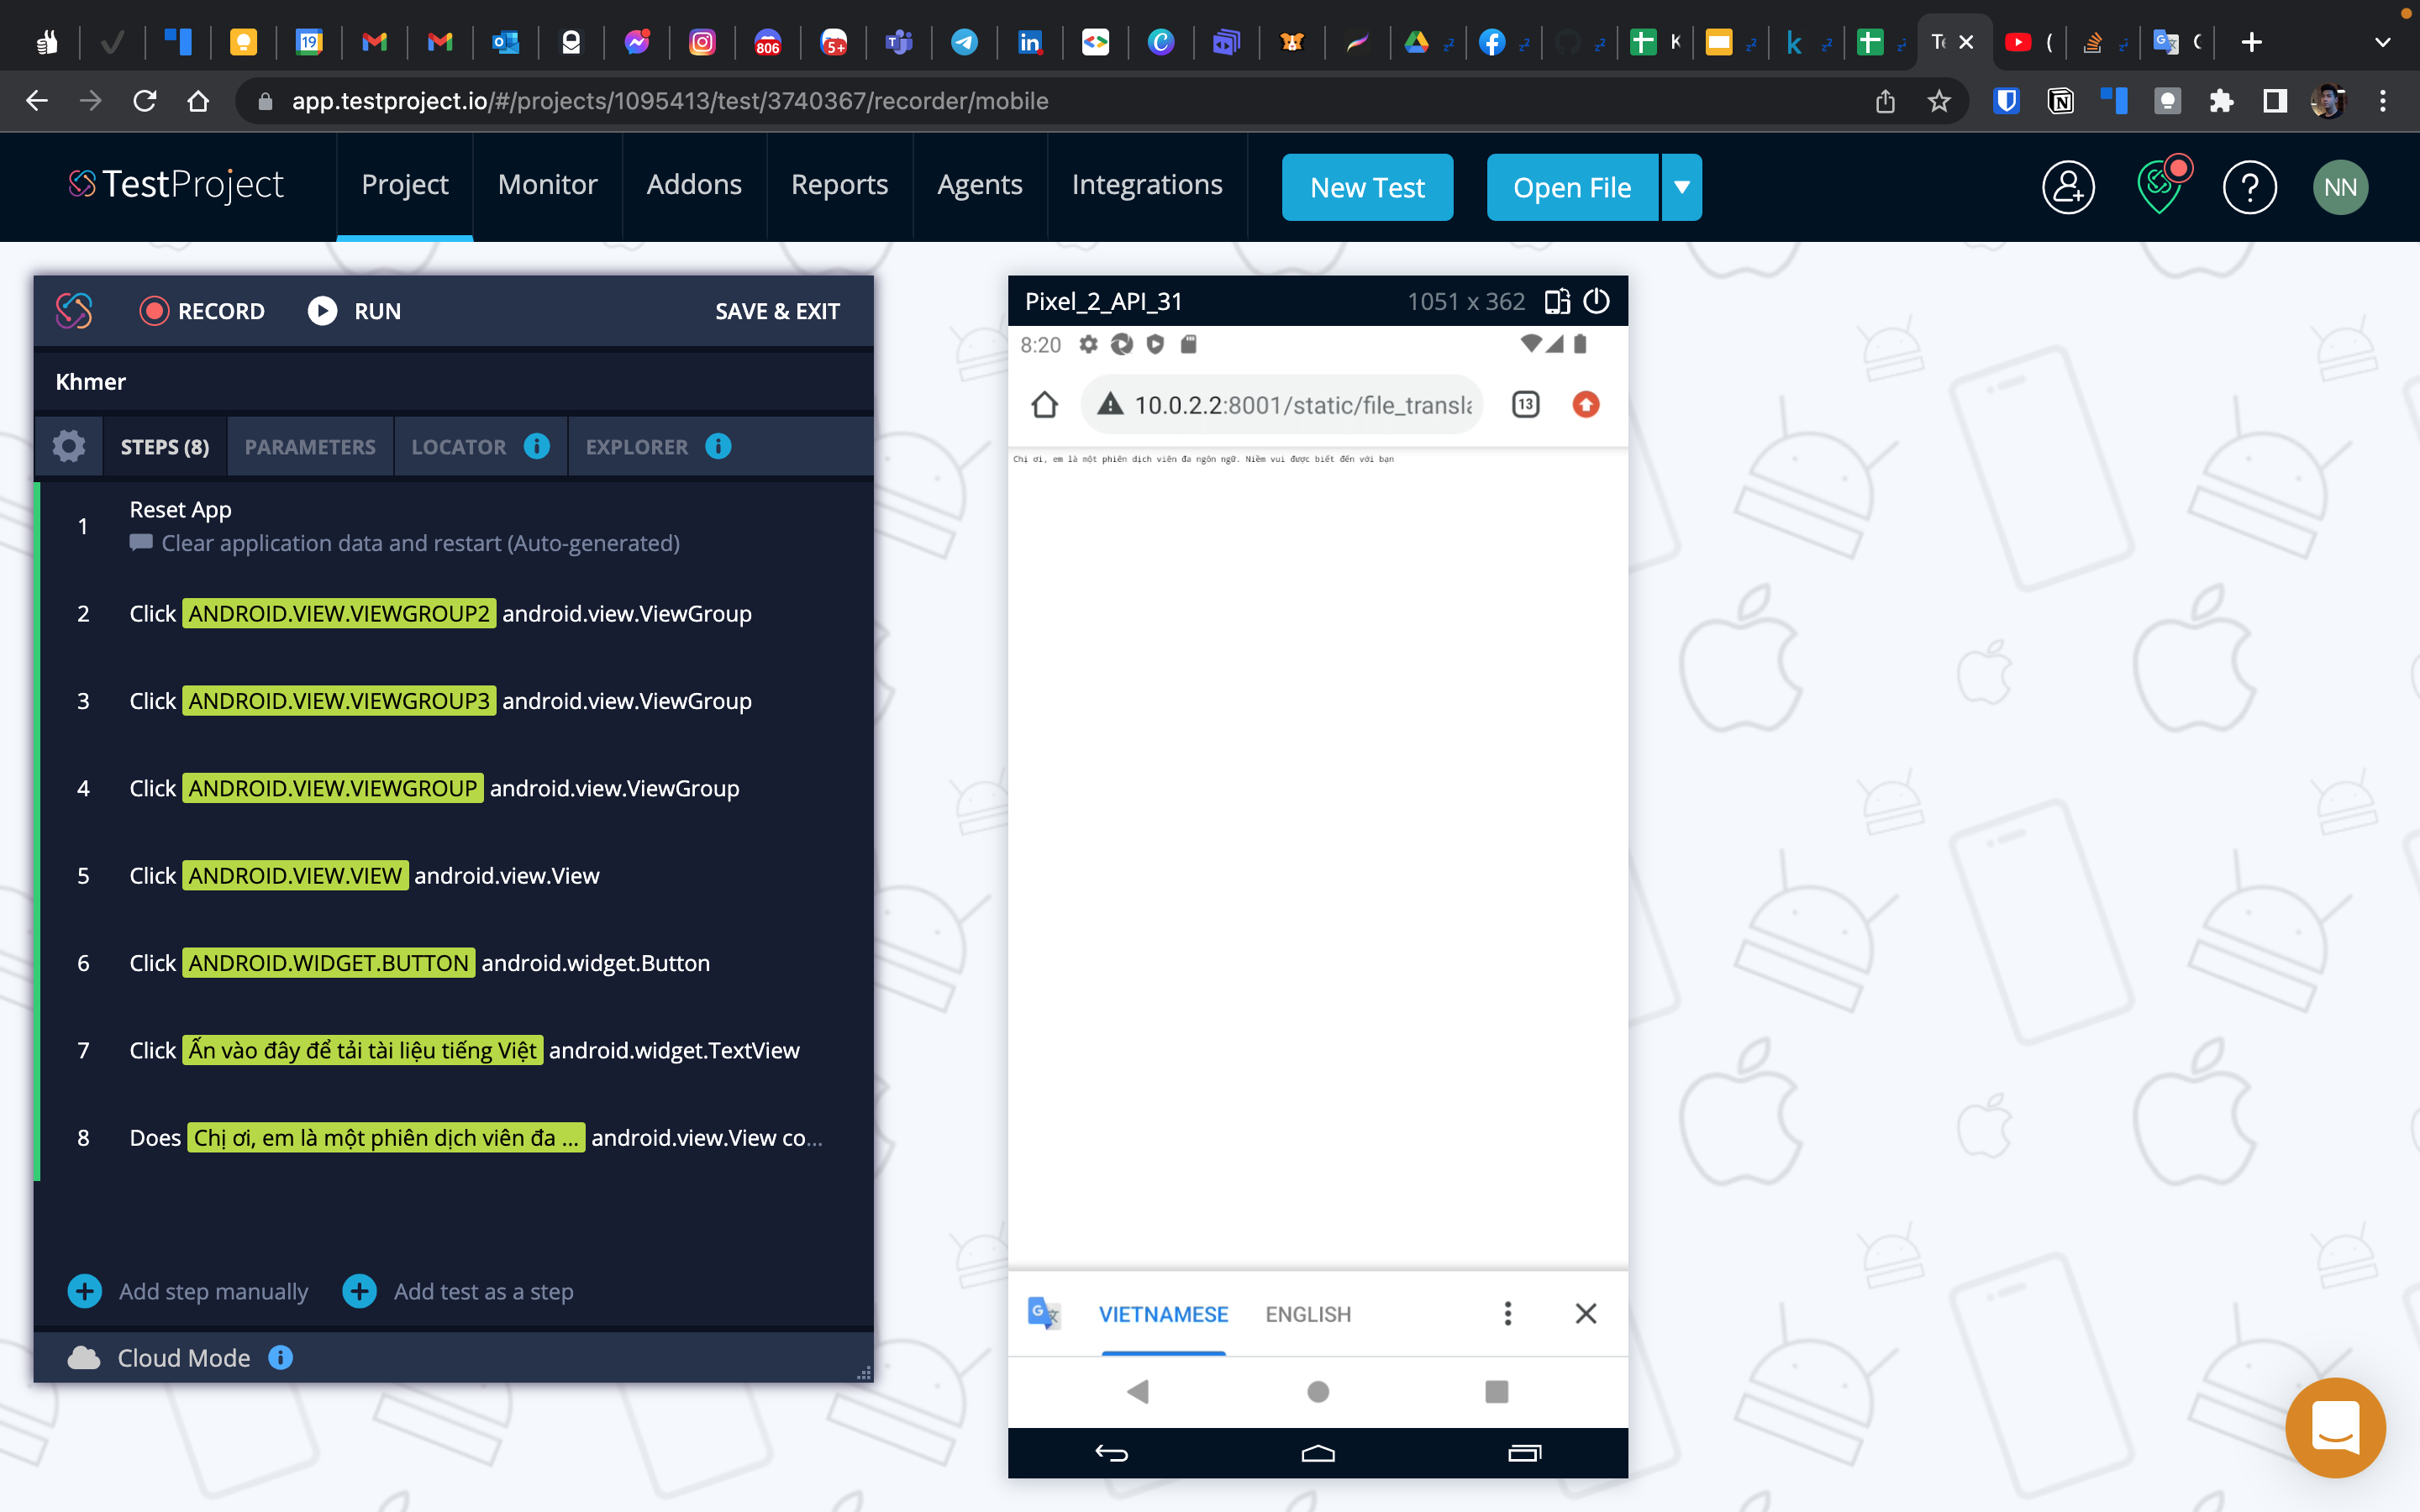 19
806
5+
app.testproject.io/#/projects/1095413/test/3740367/recorder/mobile
TestProject
Project
Monitor
Addons
Reports
Agents
Integrations
New Test
Open File
NN
RECORD
RUN
SAVE & EXIT
Khmer
STEPS (8)
PARAMETERS
LOCATOR
EXPLORER
1 Reset App
Clear application data and restart (Auto-generated)
2 Click ANDROID.VIEW.VIEWGROUP2 android.view.ViewGroup
3 Click ANDROID.VIEW.VIEWGROUP3 android.view.ViewGroup
4 Click ANDROID.VIEW.VIEWGROUP android.view.ViewGroup
5 Click ANDROID.VIEW.VIEW android.view.View
6 Click ANDROID.WIDGET.BUTTON android.widget.Button
7 Click Ấn vào đây để tải tài liệu tiếng Việt android.widget.TextView
8 Does Chị ơi, em là một phiên dịch viên đa ... android.view.View co...
Add step manually
Add test as a step
Cloud Mode
Pixel_2_API_31
1051 x 362
8:20
10.0.2.2:8001/static/file_transla
13
Chị ơi, em là một phiên dịch viên đa ngôn ngữ. Niềm vui được biết đến với bạn
VIETNAMESE
ENGLISH